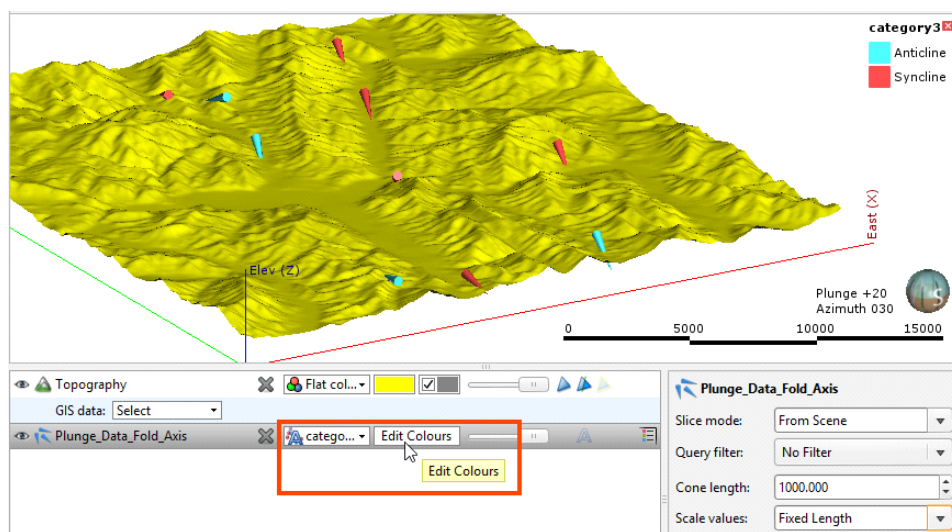 category3
Anticline
Syncline
East (X)
Elev (Z)
Plunge +20
Azimuth 030
0 5000 10000 15000
Topography
Flat col...
GIS data: Select
Plunge_Data_Fold_Axis
catego...
Edit Colours
Edit Colours
Plunge_Data_Fold_Axis
Slice mode: From Scene
Query filter: No Filter
Cone length: 1000.000
Scale values: Fixed Length